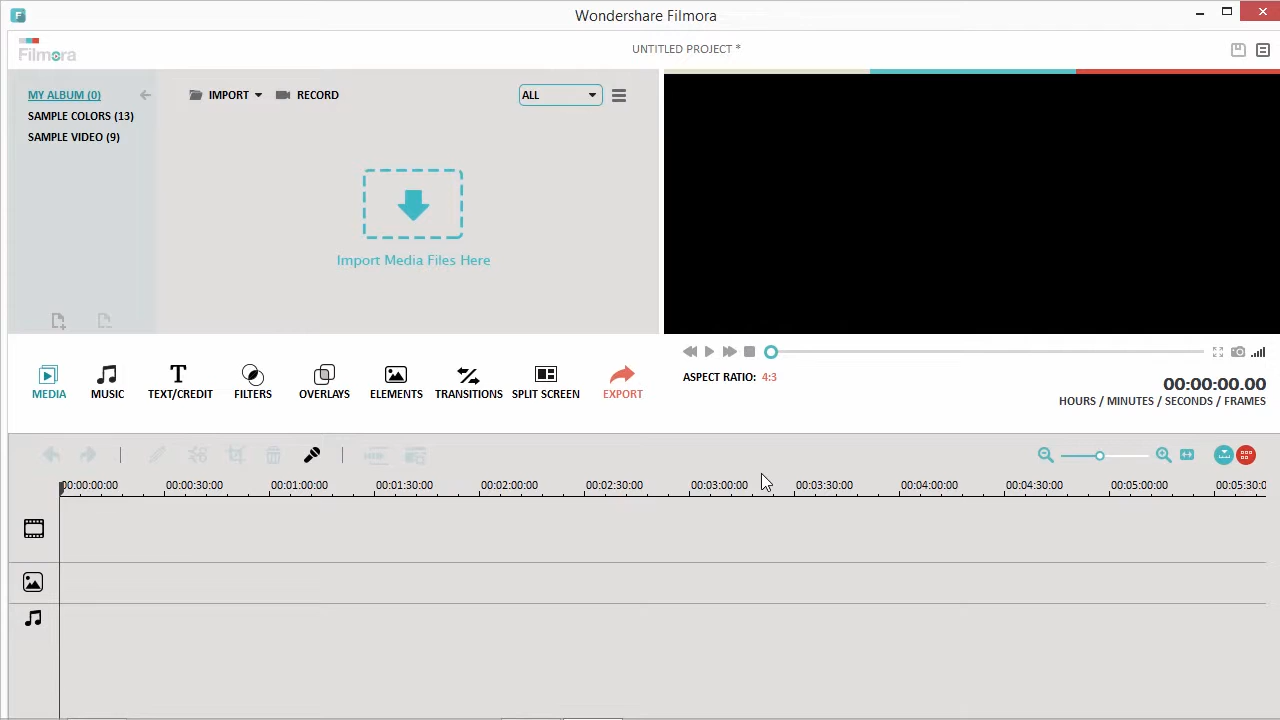 Wondershare Filmora
Filmora
UNTITLED PROJECT *
MY ALBUM (0)
SAMPLE COLORS (13)
SAMPLE VIDEO (9)
IMPORT
RECORD
ALL
Import Media Files Here
MEDIA
MUSIC
TEXT/CREDIT
FILTERS
OVERLAYS
ELEMENTS
TRANSITIONS
SPLIT SCREEN
EXPORT
ASPECT RATIO: 4:3
00:00:00.00
HOURS / MINUTES / SECONDS / FRAMES
00:00:00:00 00:00:30:00 00:01:00:00 00:01:30:00 00:02:00:00 00:02:30:00 00:03:00:00 00:03:30:00 00:04:00:00 00:04:30:00 00:05:00:00 00:05:30:0